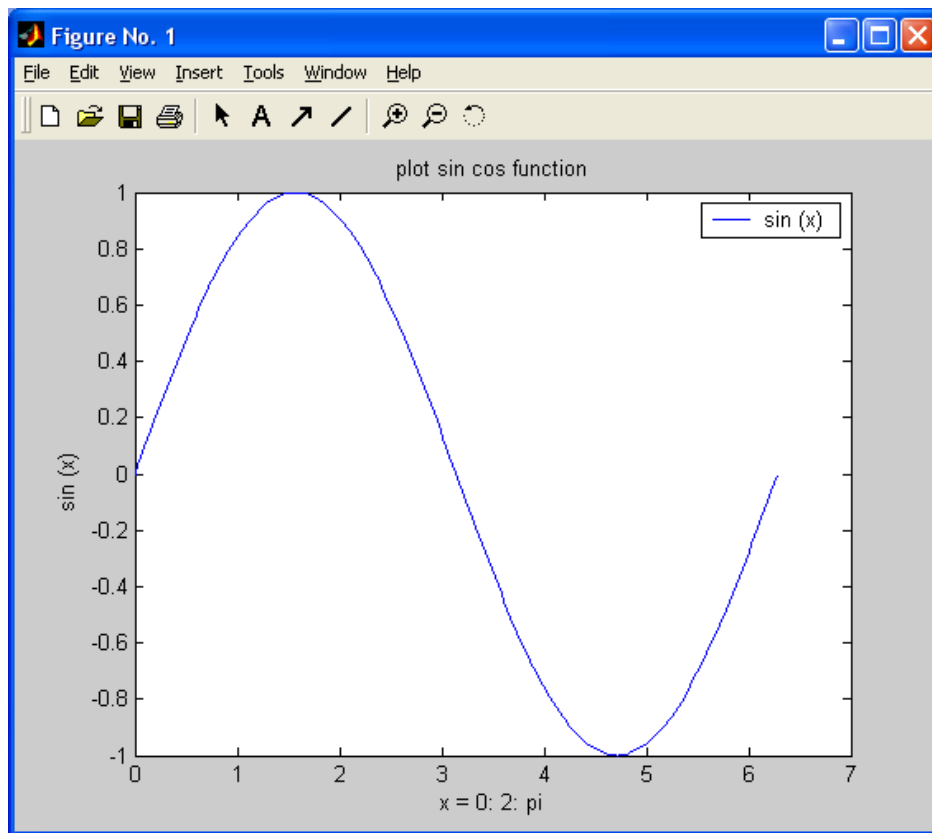 Figure No. 1
File Edit View Insert Tools Window Help
A
plot sin cos function
sin (x)
1
0.8
0.6
0.4
0.2
0
-0.2
-0.4
-0.6
-0.8
-1
sin (x)
0 1 2 3 4 5 6 7
x = 0: 2: pi